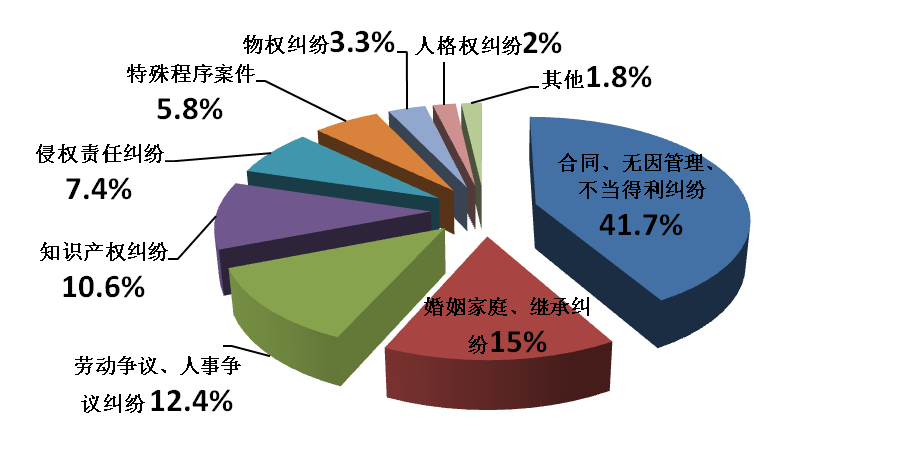 物权纠纷3.3%
人格权纠纷2%
其他1.8%
特殊程序案件
5.8%
合同、无因管理、
不当得利纠纷
41.7%
侵权责任纠纷
7.4%
知识产权纠纷
10.6%
婚姻家庭、继承纠
纷15%
劳动争议、人事争
议纠纷12.4%